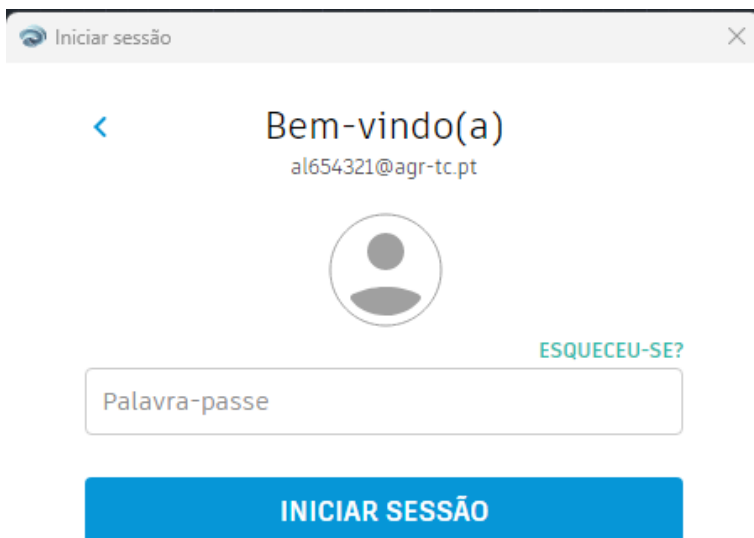 Iniciar sessão
Bem-vindo(a)
al654321@agr-tc.pt
ESQUECEU-SE?
Palavra-passe
INICIAR SESSÃO